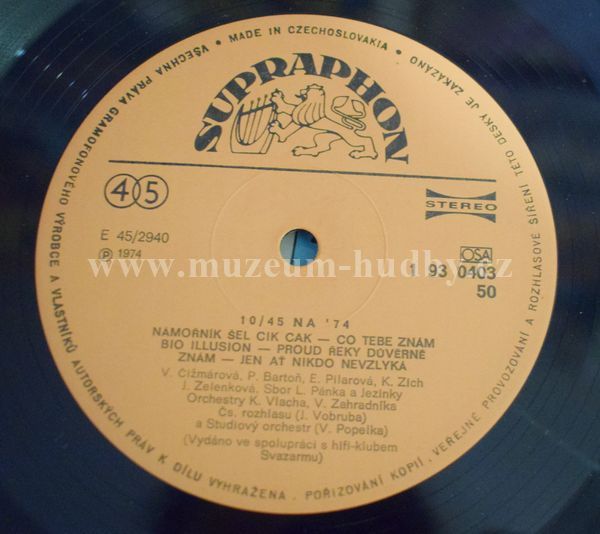 VŠECHNA PRÁVA GRAMOFONOVÉHO VÝROBCE A VLASTNÍKŮ AUTORSKÝCH PRÁV K DÍLU VYHRAŽENA. POŘIZOVÁNÍ KOPIÍ, VEŘEJNÉ PROVOZOVÁNÍ A ROZHLASOVÉ ŠÍŘENÍ TÉTO DESKY JE ZAKÁZÁNO • MADE IN CZECHOSLOVAKIA •
SUPRAPHON
45
STEREO
E 45/2940
Ⓟ 1974
OSA
1 93 0403
50
www.muzeum-hudby.cz
10/45 NA '74
NÁMOŘNÍK ŠEL CIK CAK — CO TEBE ZNÁM
BIO ILLUSION — PROUD ŘEKY DŮVĚRNĚ
ZNÁM — JEN AŤ NIKDO NEVZLYKÁ
V. Čižmárová, P. Bartoň, E. Pilarová, K. Zich
J. Zelenková, Sbor L. Pánka a Jezinky
Orchestry K. Vlacha, V. Zahradníka
Čs. rozhlasu (J. Vobruba)
a Studiový orchestr (V. Popelka)
(Vydáno ve spolupráci s hifi-klubem
Svazarmu)